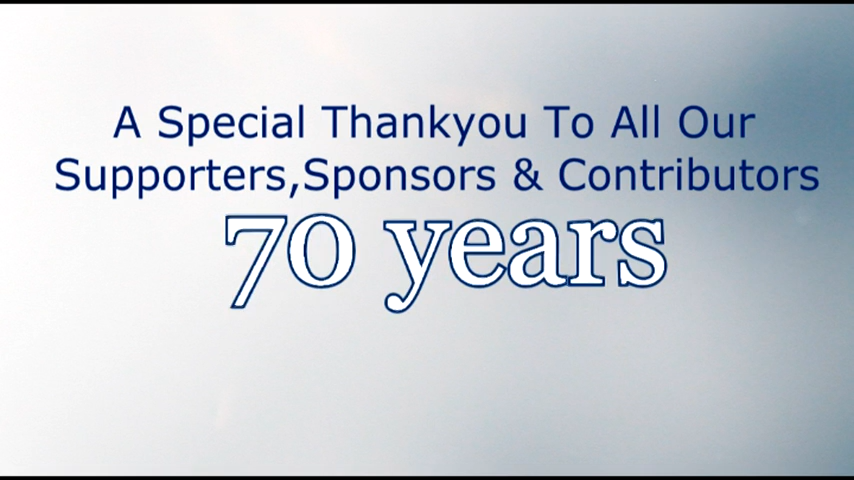 A Special Thankyou To All Our
Supporters,Sponsors & Contributors
70 years